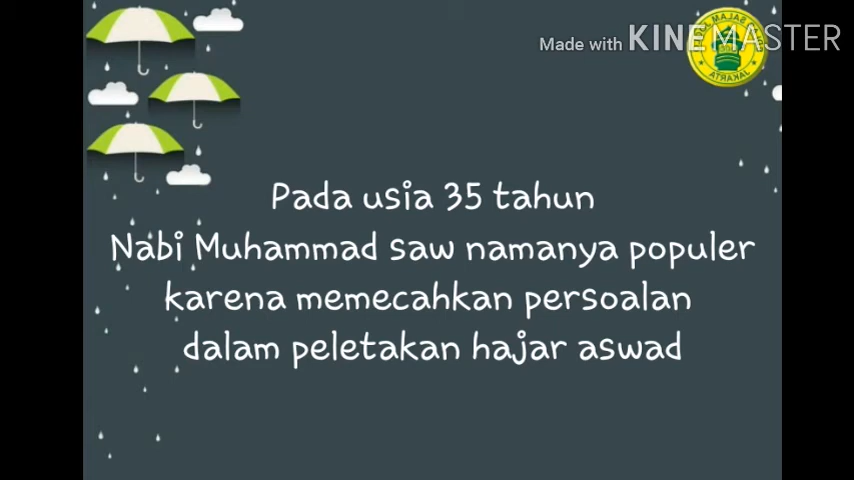 Made with KINEMASTER
Pada usia 35 tahun
Nabi Muhammad saw namanya populer
karena memecahkan persoalan
dalam peletakan hajar aswad
JAKARTA